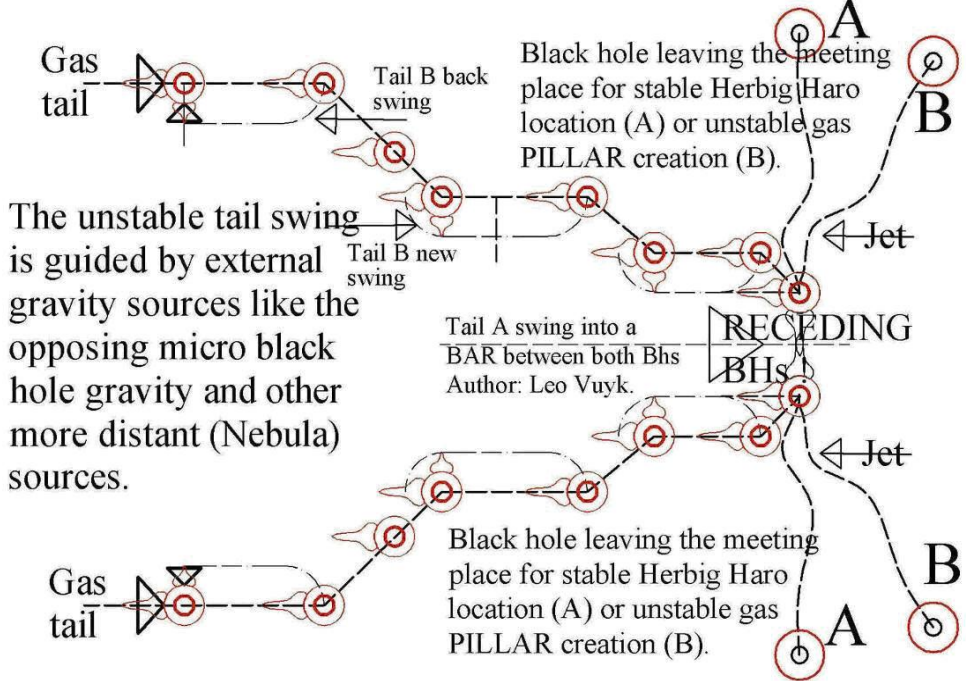 A
B
Gas
tail
Tail B back
swing
Black hole leaving the meeting
place for stable Herbig Haro
location (A) or unstable gas
PILLAR creation (B).
The unstable tail swing
is guided by external
gravity sources like the
opposing micro black
hole gravity and other
more distant (Nebula)
sources.
Tail B new
swing
Jet
Tail A swing into a
BAR between both Bhs
Author: Leo Vuyk.
RECEDING
BHs
Jet
Gas
tail
Black hole leaving the meeting
place for stable Herbig Haro
location (A) or unstable gas
PILLAR creation (B).
A
B